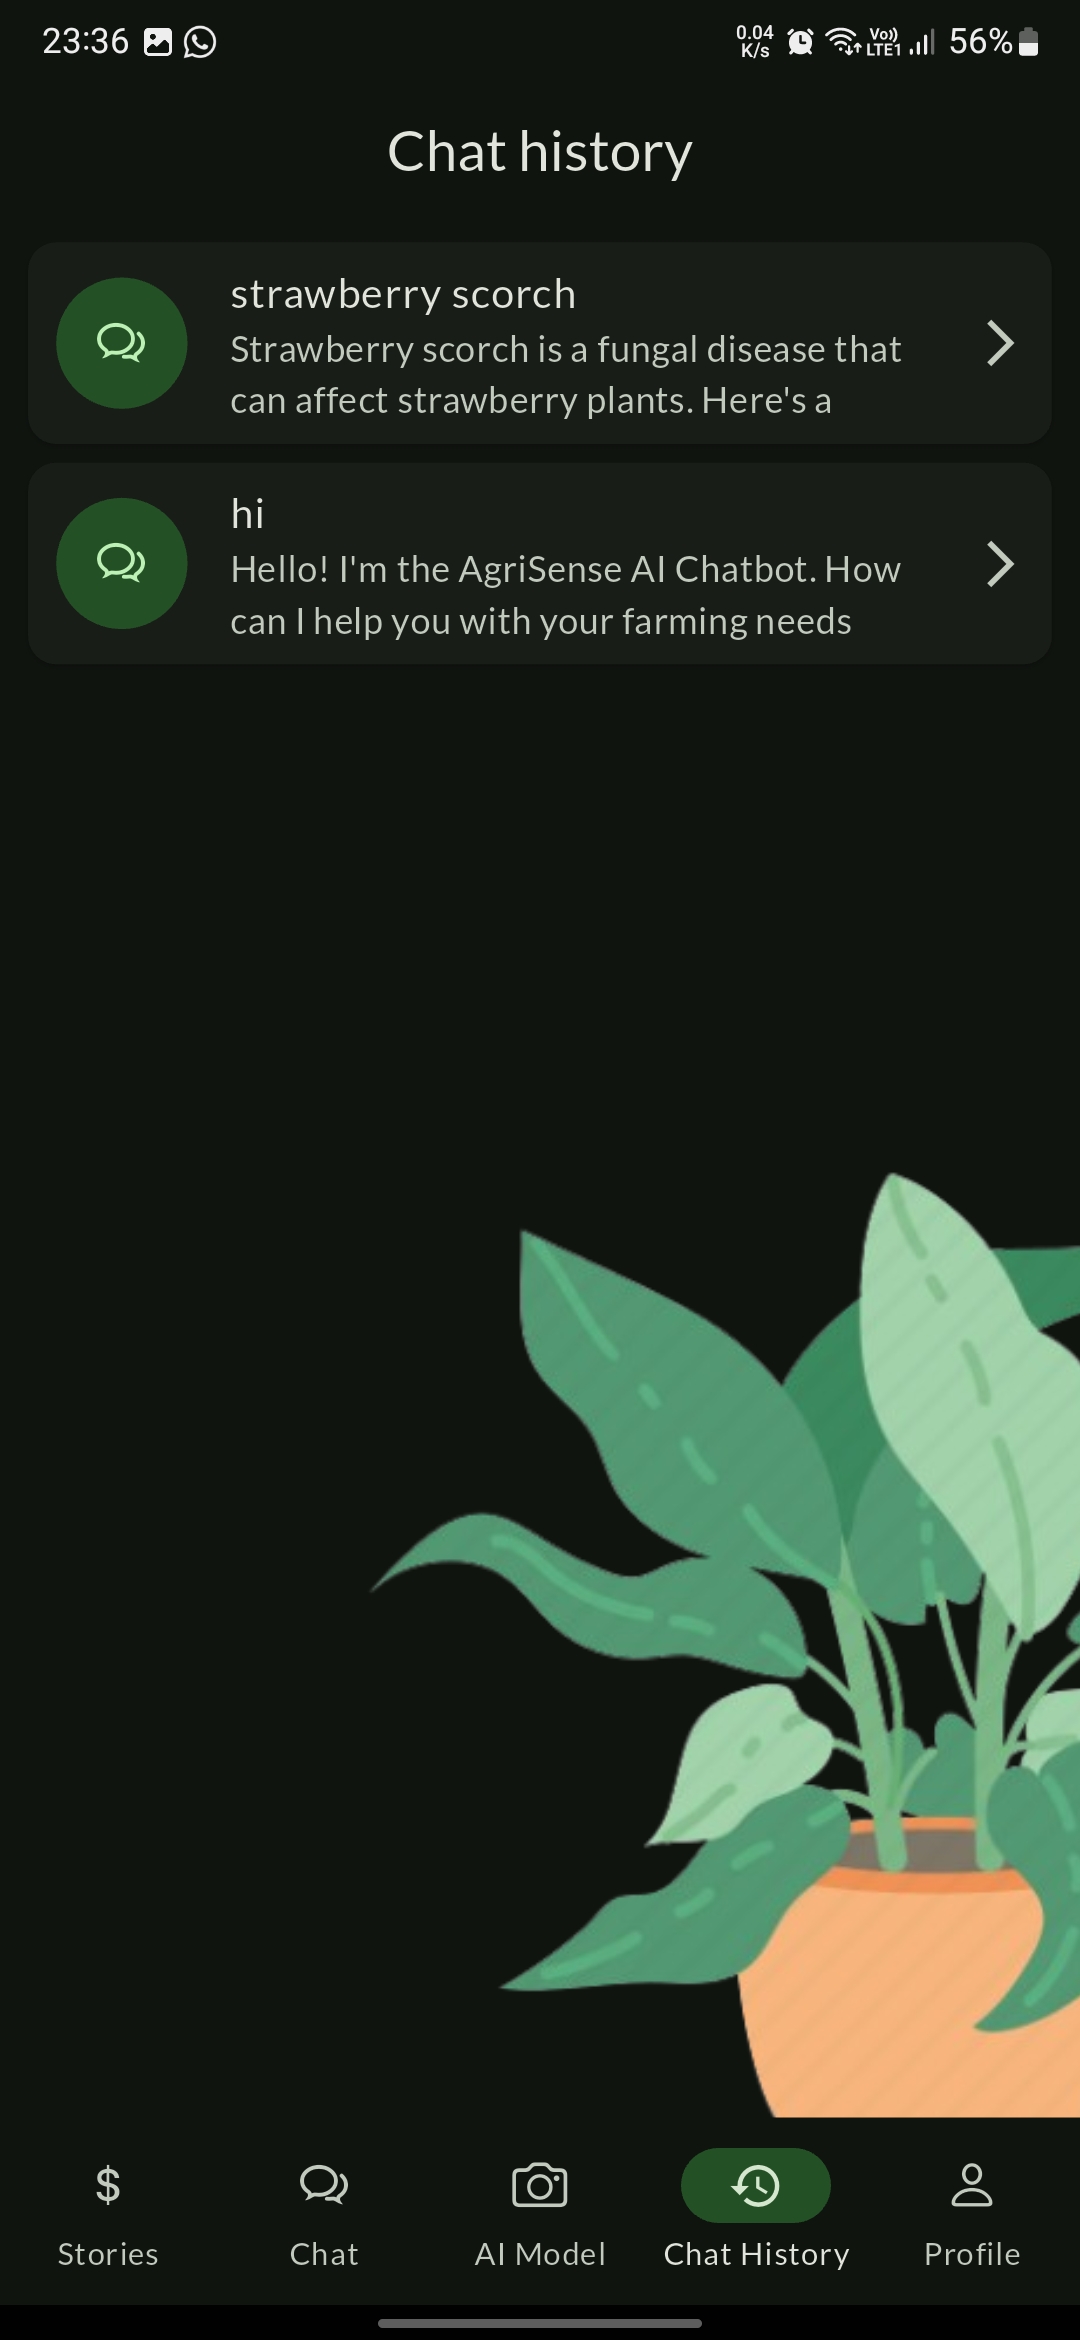 23:36
0.04
K/s
Vo))
LTE1
56%
Chat history
strawberry scorch
Strawberry scorch is a fungal disease that
can affect strawberry plants. Here's a
hi
Hello! I'm the AgriSense AI Chatbot. How
can I help you with your farming needs
$
Stories
Chat
AI Model
Chat History
Profile